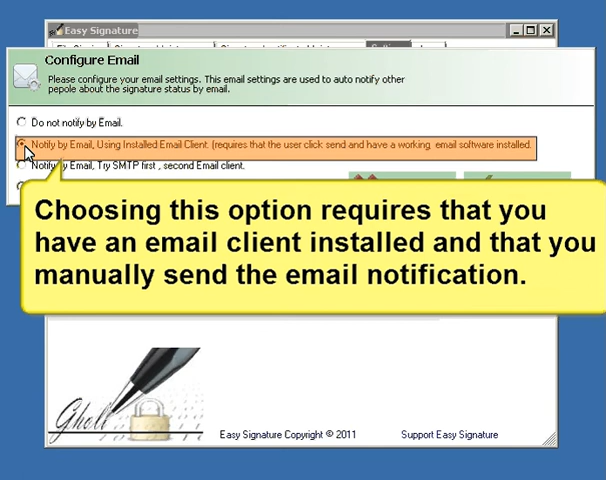 Easy Signature
Configure Email
Please configure your email settings. This email settings are used to auto notify other
pepole about the signature status by email.
Do not notify by Email.
Notify by Email, Using Installed Email Client. (requires that the user click send and have a working email software installed.
Notify by Email, Try SMTP first , second Email client.
Choosing this option requires that you
have an email client installed and that you
manually send the email notification.
Easy Signature Copyright © 2011
Support Easy Signature